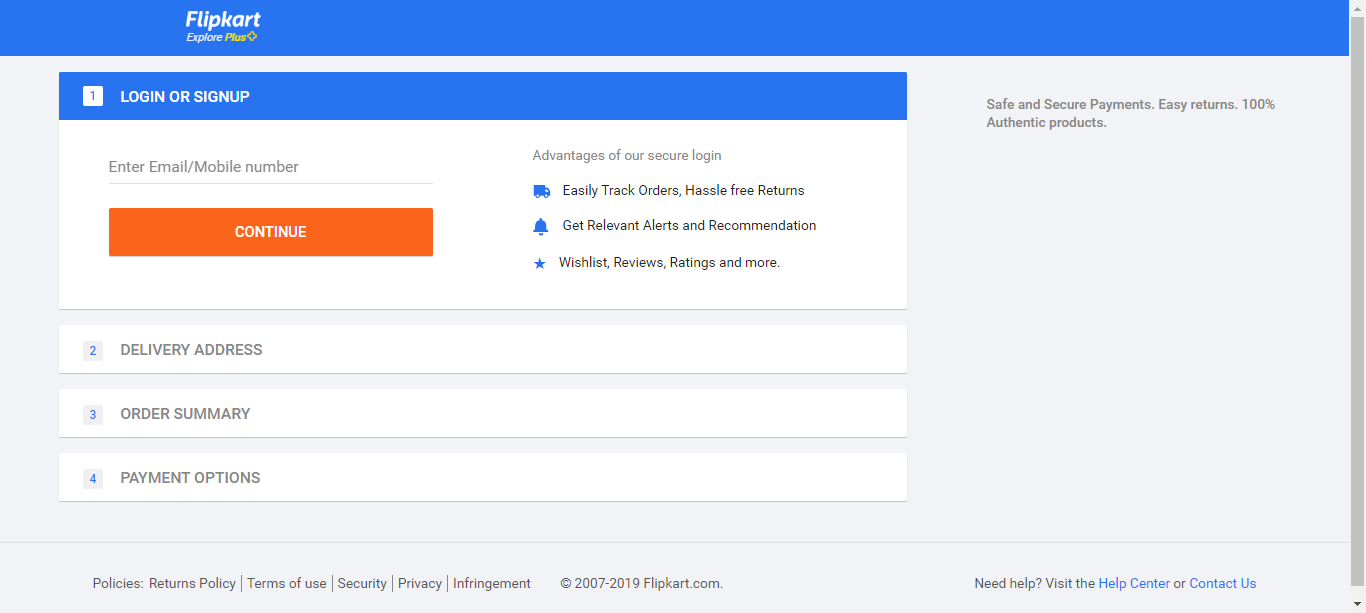 Flipkart
Explore Plus
1 LOGIN OR SIGNUP
Enter Email/Mobile number
CONTINUE
Advantages of our secure login
Easily Track Orders, Hassle free Returns
Get Relevant Alerts and Recommendation
Wishlist, Reviews, Ratings and more.
Safe and Secure Payments. Easy returns. 100%
Authentic products.
2 DELIVERY ADDRESS
3 ORDER SUMMARY
4 PAYMENT OPTIONS
Policies: Returns Policy | Terms of use | Security | Privacy | Infringement © 2007-2019 Flipkart.com. Need help? Visit the Help Center or Contact Us